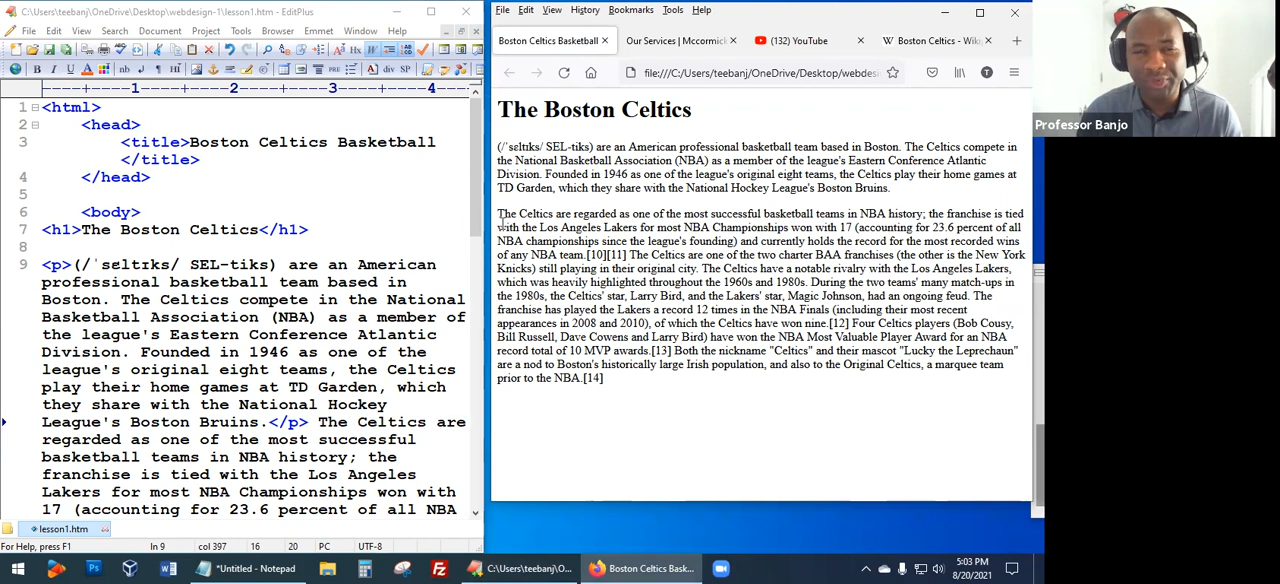 C:\Users\teebanj\OneDrive\Desktop\webdesign-1\lesson1.htm - EditPlus
File Edit View Search Document Project Tools Browser Emmet Window Help
B I U A nb ¶ Hi A DIV SP
----+----1----+----2----+----3----+----4
1 <html>
2 <head>
3 <title>Boston Celtics Basketball
</title>
4 </head>
5
6 <body>
7 <h1>The Boston Celtics</h1>
8
9 <p>(/ˈsɛltɪks/ SEL-tiks) are an American
professional basketball team based in
Boston. The Celtics compete in the National
Basketball Association (NBA) as a member of
the league's Eastern Conference Atlantic
Division. Founded in 1946 as one of the
league's original eight teams, the Celtics
play their home games at TD Garden, which
they share with the National Hockey
League's Boston Bruins.</p> The Celtics are
regarded as one of the most successful
basketball teams in NBA history; the
franchise is tied with the Los Angeles
Lakers for most NBA Championships won with
17 (accounting for 23.6 percent of all NBA
lesson1.htm
For Help, press F1 ln 9 col 397 16 20 PC UTF-8
File Edit View History Bookmarks Tools Help
Boston Celtics Basketball Our Services | Mccormick (132) YouTube W Boston Celtics - Wiki
file:///C:/Users/teebanj/OneDrive/Desktop/webdesi T
The Boston Celtics
(/ˈsɛltɪks/ SEL-tiks) are an American professional basketball team based in Boston. The Celtics compete in
the National Basketball Association (NBA) as a member of the league's Eastern Conference Atlantic
Division. Founded in 1946 as one of the league's original eight teams, the Celtics play their home games at
TD Garden, which they share with the National Hockey League's Boston Bruins.
The Celtics are regarded as one of the most successful basketball teams in NBA history; the franchise is tied
with the Los Angeles Lakers for most NBA Championships won with 17 (accounting for 23.6 percent of all
NBA championships since the league's founding) and currently holds the record for the most recorded wins
of any NBA team.[10][11] The Celtics are one of the two charter BAA franchises (the other is the New York
Knicks) still playing in their original city. The Celtics have a notable rivalry with the Los Angeles Lakers,
which was heavily highlighted throughout the 1960s and 1980s. During the two teams' many match-ups in
the 1980s, the Celtics' star, Larry Bird, and the Lakers' star, Magic Johnson, had an ongoing feud. The
franchise has played the Lakers a record 12 times in the NBA Finals (including their most recent
appearances in 2008 and 2010), of which the Celtics have won nine.[12] Four Celtics players (Bob Cousy,
Bill Russell, Dave Cowens and Larry Bird) have won the NBA Most Valuable Player Award for an NBA
record total of 10 MVP awards.[13] Both the nickname "Celtics" and their mascot "Lucky the Leprechaun"
are a nod to Boston's historically large Irish population, and also to the Original Celtics, a marquee team
prior to the NBA.[14]
Professor Banjo
Ps W *Untitled - Notepad FZ C:\Users\teebanj\O... Boston Celtics Bask...
5:03 PM
8/20/2021